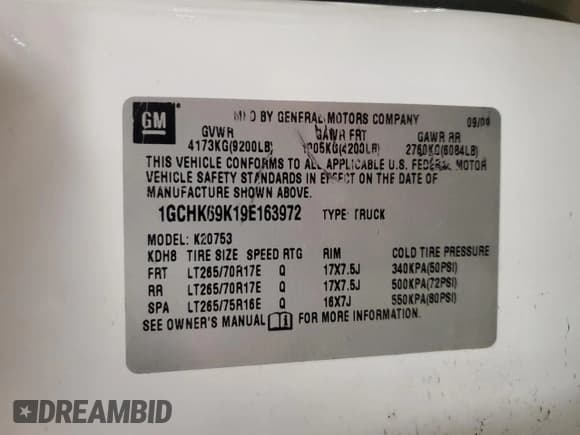 GM
MFD BY GENERAL MOTORS COMPANY 09/09
GVWR GAWR FRT GAWR RR
4173KG(9200LB) 1905KG(4200LB) 2760KG(6084LB)
THIS VEHICLE CONFORMS TO ALL APPLICABLE U.S. FEDERAL MOTOR
VEHICLE SAFETY STANDARDS IN EFFECT ON THE DATE OF
MANUFACTURE SHOWN ABOVE.
1GCHK69K19E163972 TYPE: TRUCK
MODEL: K20753
KDH8 TIRE SIZE SPEED RTG RIM COLD TIRE PRESSURE
FRT LT265/70R17E Q 17X7.5J 340KPA(50PSI)
RR LT265/70R17E Q 17X7.5J 500KPA(72PSI)
SPA LT265/75R16E Q 16X7J 550KPA(80PSI)
SEE OWNER'S MANUAL FOR MORE INFORMATION.
DREAMBID